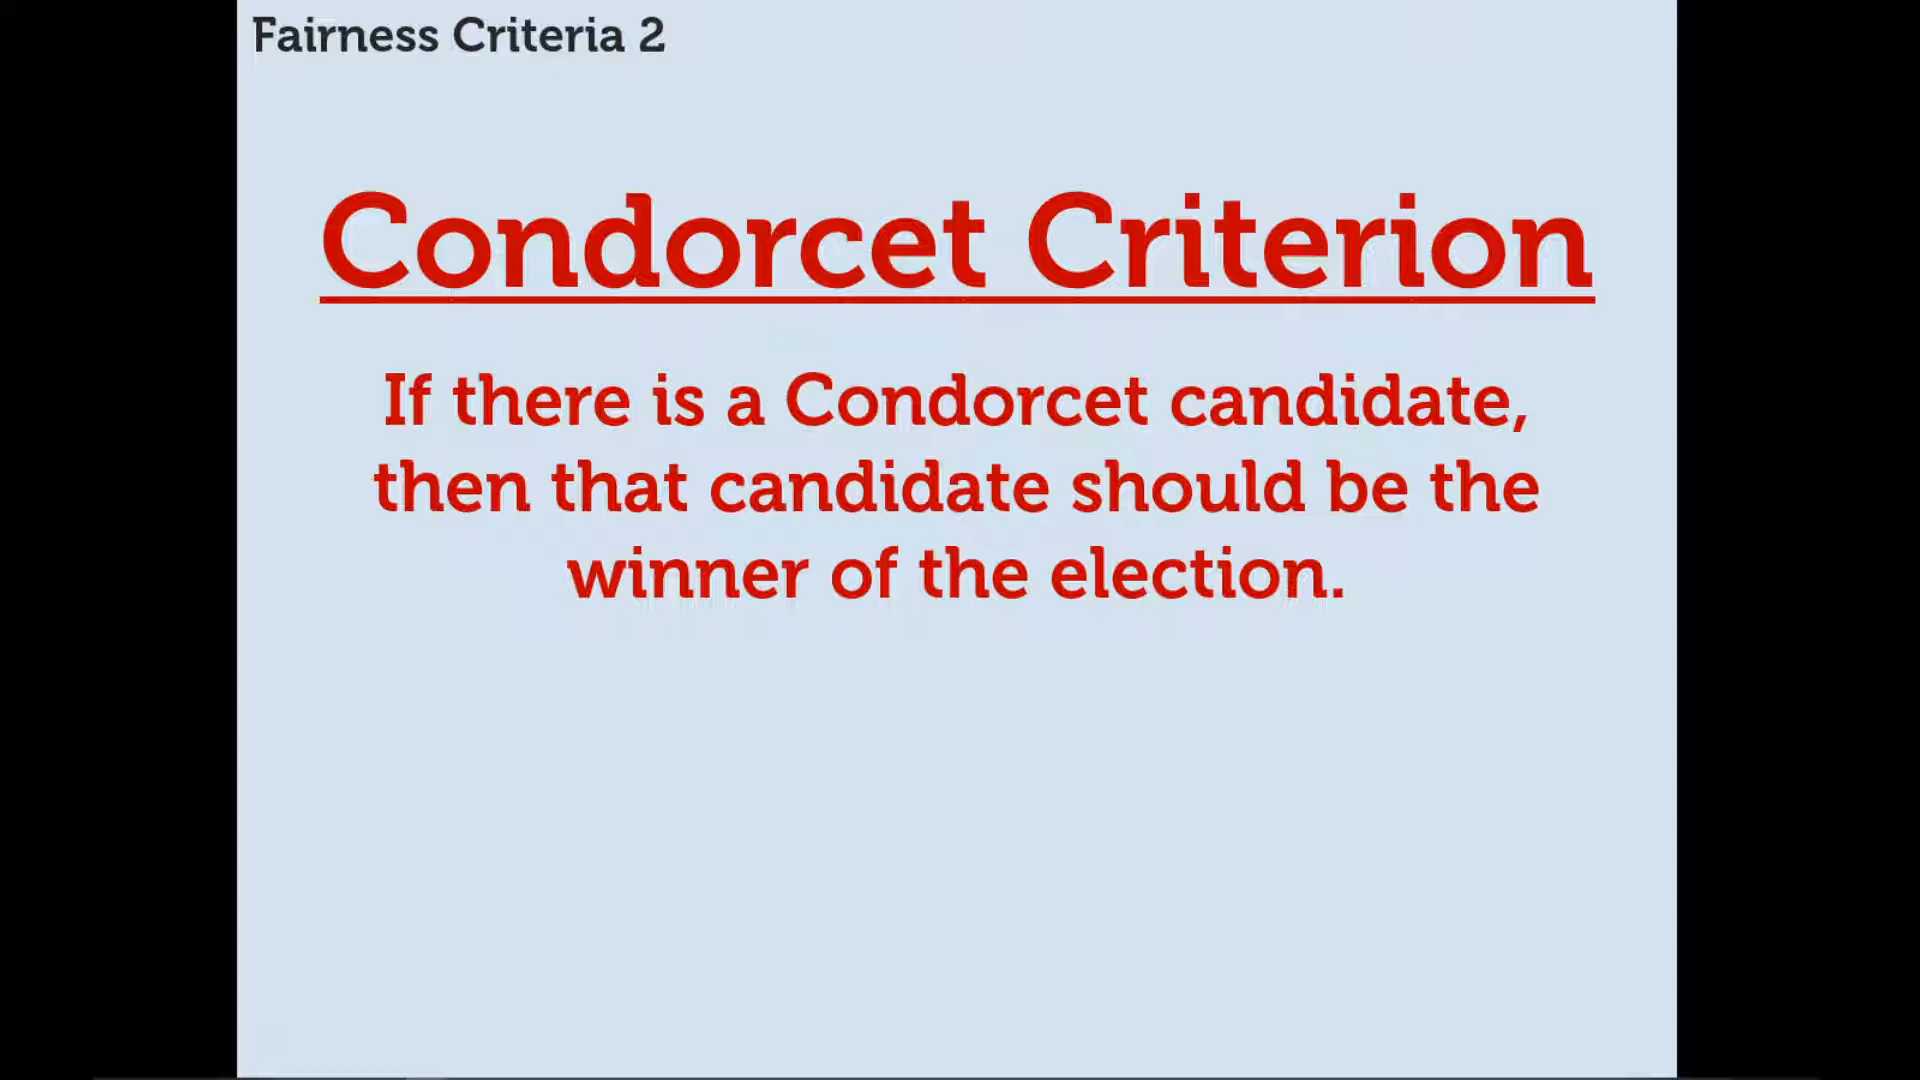 Fairness Criteria 2
Condorcet Criterion
If there is a Condorcet candidate,
then that candidate should be the
winner of the election.